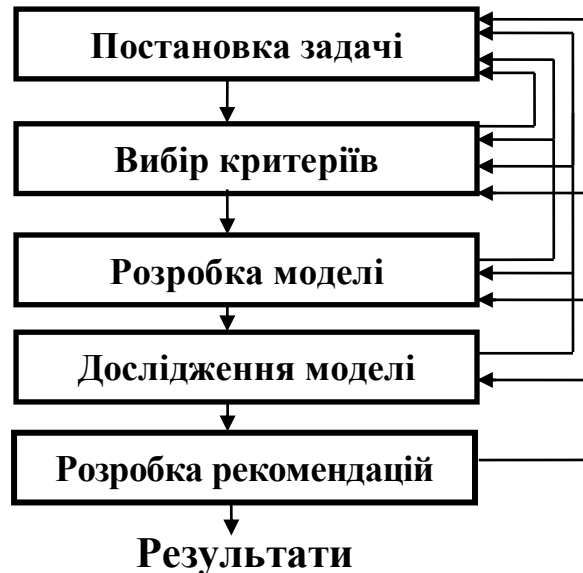 Постановка задачі
Вибір критеріїв
Розробка моделі
Дослідження моделі
Розробка рекомендацій
Результати